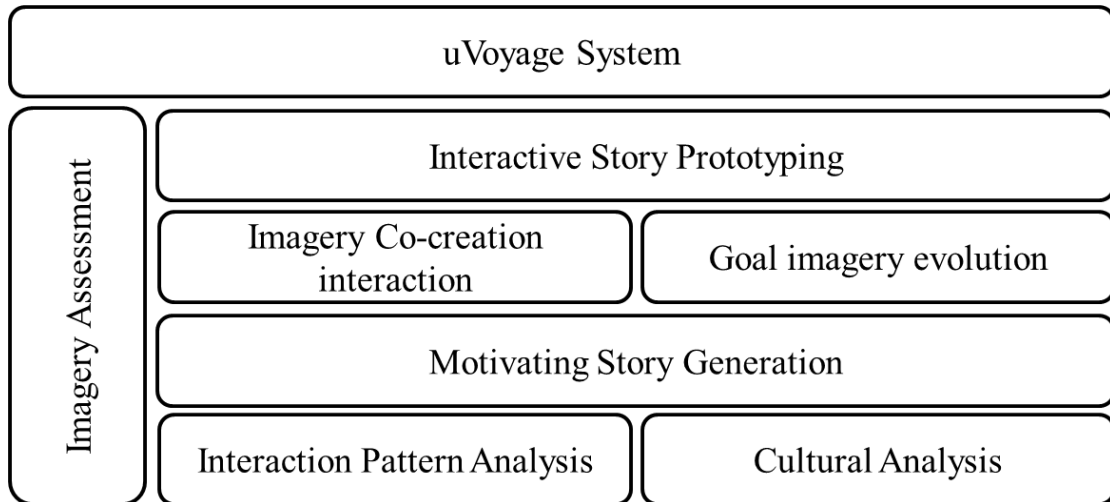 uVoyage System
Imagery Assessment
Interactive Story Prototyping
Imagery Co-creation
interaction
Goal imagery evolution
Motivating Story Generation
Interaction Pattern Analysis
Cultural Analysis